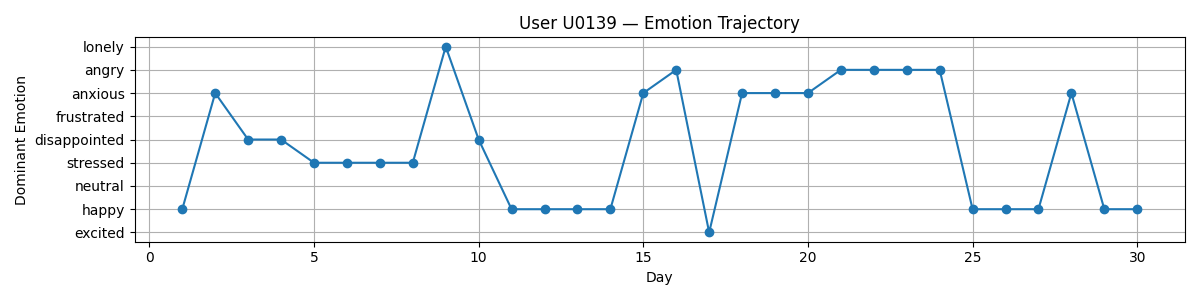 User U0139 — Emotion Trajectory
Dominant Emotion
lonely
angry
anxious
frustrated
disappointed
stressed
neutral
happy
excited
0 5 10 15 20 25 30
Day